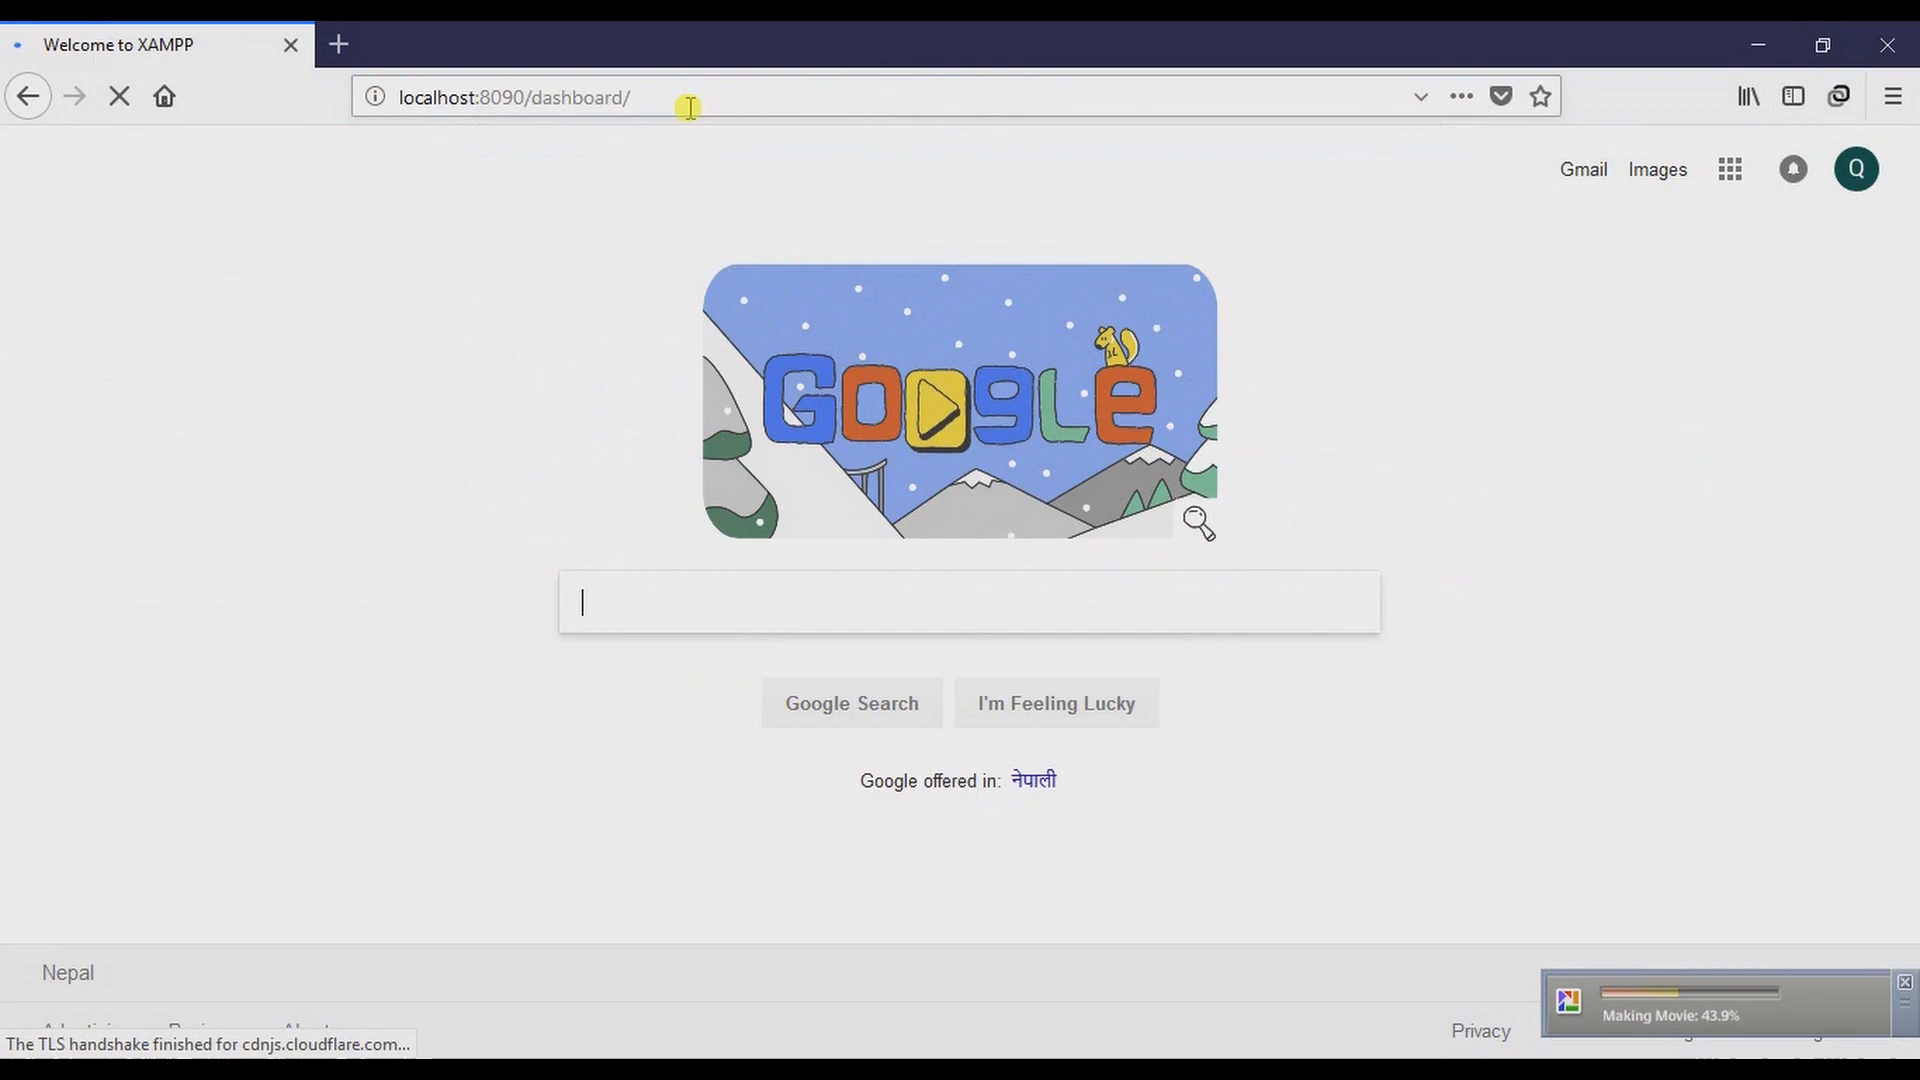 Welcome to XAMPP
localhost:8090/dashboard/
Gmail Images Q
Google
Google Search I'm Feeling Lucky
Google offered in: नेपाली
Nepal
Making Movie: 43.9%
Privacy
The TLS handshake finished for cdnjs.cloudflare.com...